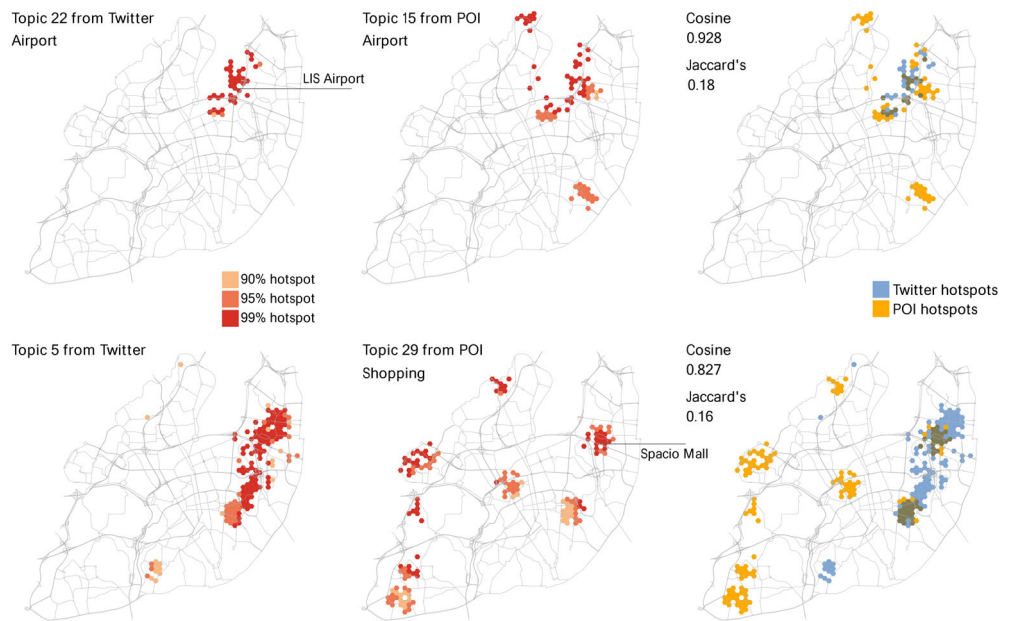 Topic 22 from Twitter
Airport
LIS Airport
Topic 15 from POI
Airport
Cosine
0.928
Jaccard's
0.18
90% hotspot
95% hotspot
99% hotspot
Twitter hotspots
POI hotspots
Topic 5 from Twitter
Topic 29 from POI
Shopping
Spacio Mall
Cosine
0.827
Jaccard's
0.16